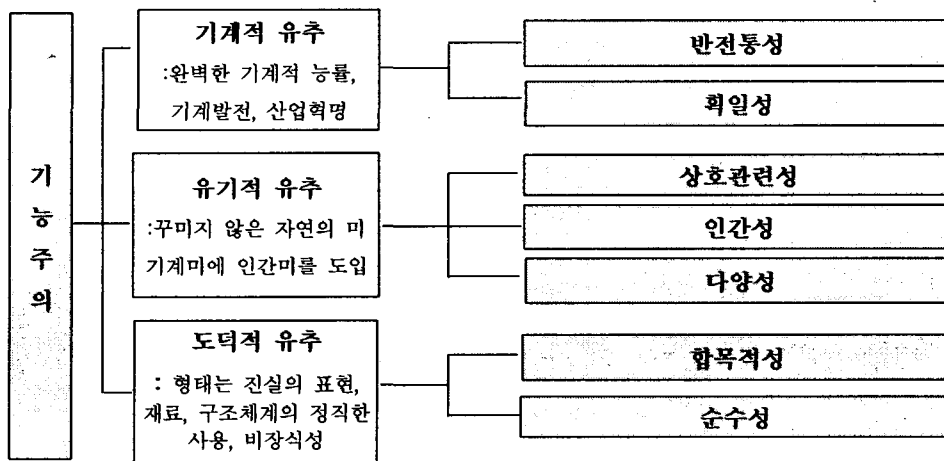 기능주의
기계적 유추
:완벽한 기계적 능률,
기계발전, 산업혁명
반전통성
획일성
유기적 유추
:꾸미지 않은 자연의 미
기계미에 인간미를 도입
상호관련성
인간성
다양성
도덕적 유추
: 형태는 진실의 표현,
재료, 구조체계의 정직한
사용, 비장식성
합목적성
순수성